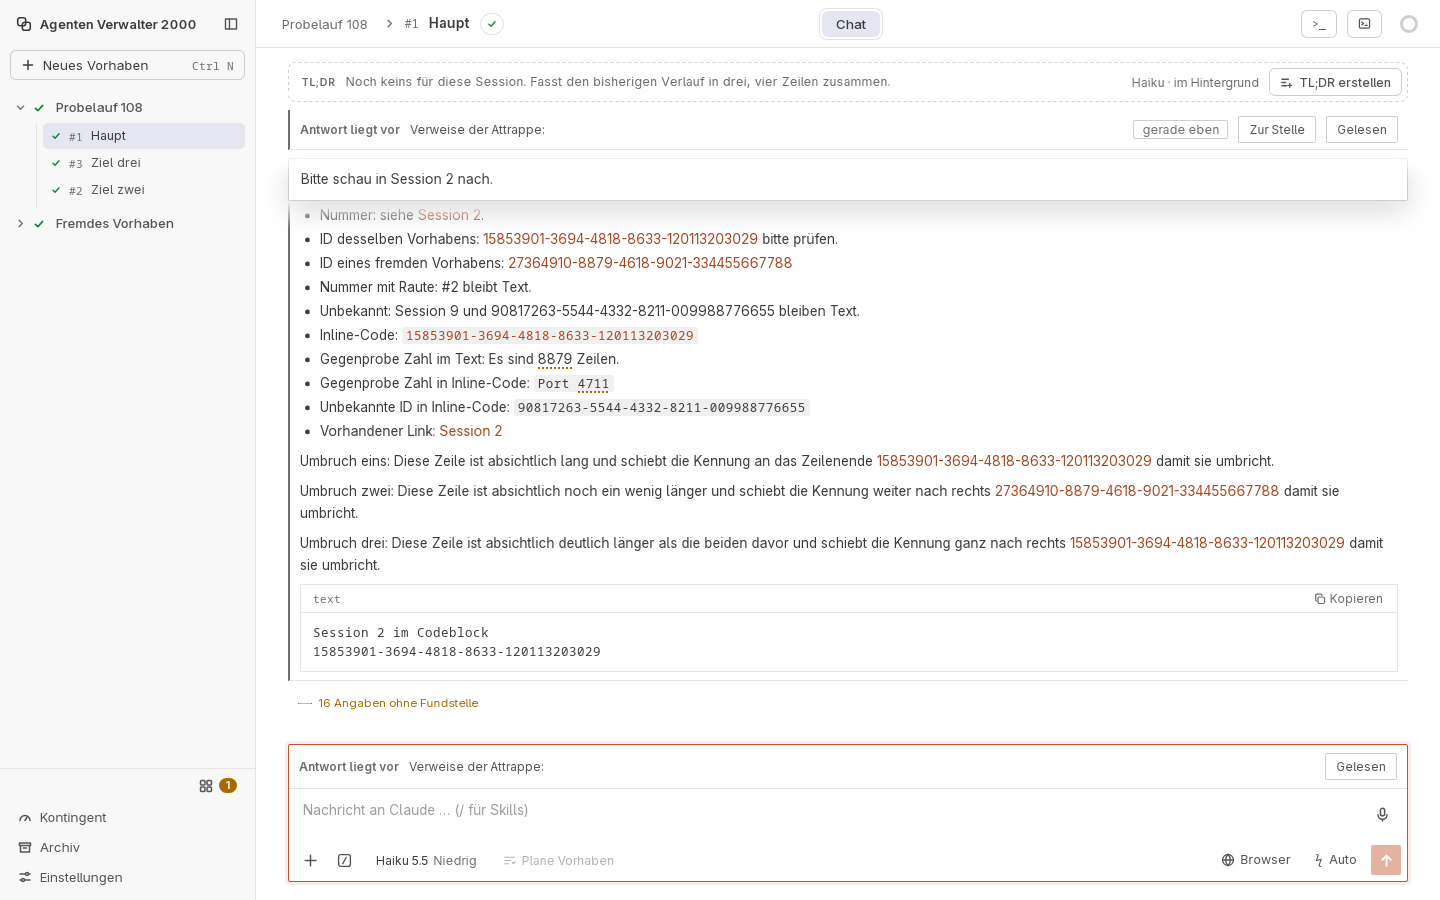 Agenten Verwalter 2000
Neues Vorhaben Ctrl N
Probelauf 108
#1 Haupt
#3 Ziel drei
#2 Ziel zwei
Fremdes Vorhaben
1
Kontingent
Archiv
Einstellungen
Probelauf 108 #1 Haupt
Chat
>_
TL;DR Noch keins für diese Session. Fasst den bisherigen Verlauf in drei, vier Zeilen zusammen. Haiku · im Hintergrund TL;DR erstellen
Antwort liegt vor Verweise der Attrappe: gerade eben Zur Stelle Gelesen
Bitte schau in Session 2 nach.
• Nummer: siehe Session 2.
• ID desselben Vorhabens: 15853901-3694-4818-8633-120113203029 bitte prüfen.
• ID eines fremden Vorhabens: 27364910-8879-4618-9021-334455667788
• Nummer mit Raute: #2 bleibt Text.
• Unbekannt: Session 9 und 90817263-5544-4332-8211-009988776655 bleiben Text.
• Inline-Code: 15853901-3694-4818-8633-120113203029
• Gegenprobe Zahl im Text: Es sind 8879 Zeilen.
• Gegenprobe Zahl in Inline-Code: Port 4711
• Unbekannte ID in Inline-Code: 90817263-5544-4332-8211-009988776655
• Vorhandener Link: Session 2
Umbruch eins: Diese Zeile ist absichtlich lang und schiebt die Kennung an das Zeilenende 15853901-3694-4818-8633-120113203029 damit sie umbricht.
Umbruch zwei: Diese Zeile ist absichtlich noch ein wenig länger und schiebt die Kennung weiter nach rechts 27364910-8879-4618-9021-334455667788 damit sie
umbricht.
Umbruch drei: Diese Zeile ist absichtlich deutlich länger als die beiden davor und schiebt die Kennung ganz nach rechts 15853901-3694-4818-8633-120113203029 damit
sie umbricht.
text Kopieren
Session 2 im Codeblock
15853901-3694-4818-8633-120113203029
16 Angaben ohne Fundstelle
Antwort liegt vor Verweise der Attrappe: Gelesen
Nachricht an Claude … (/ für Skills)
Haiku 5.5 Niedrig Plane Vorhaben Browser Auto